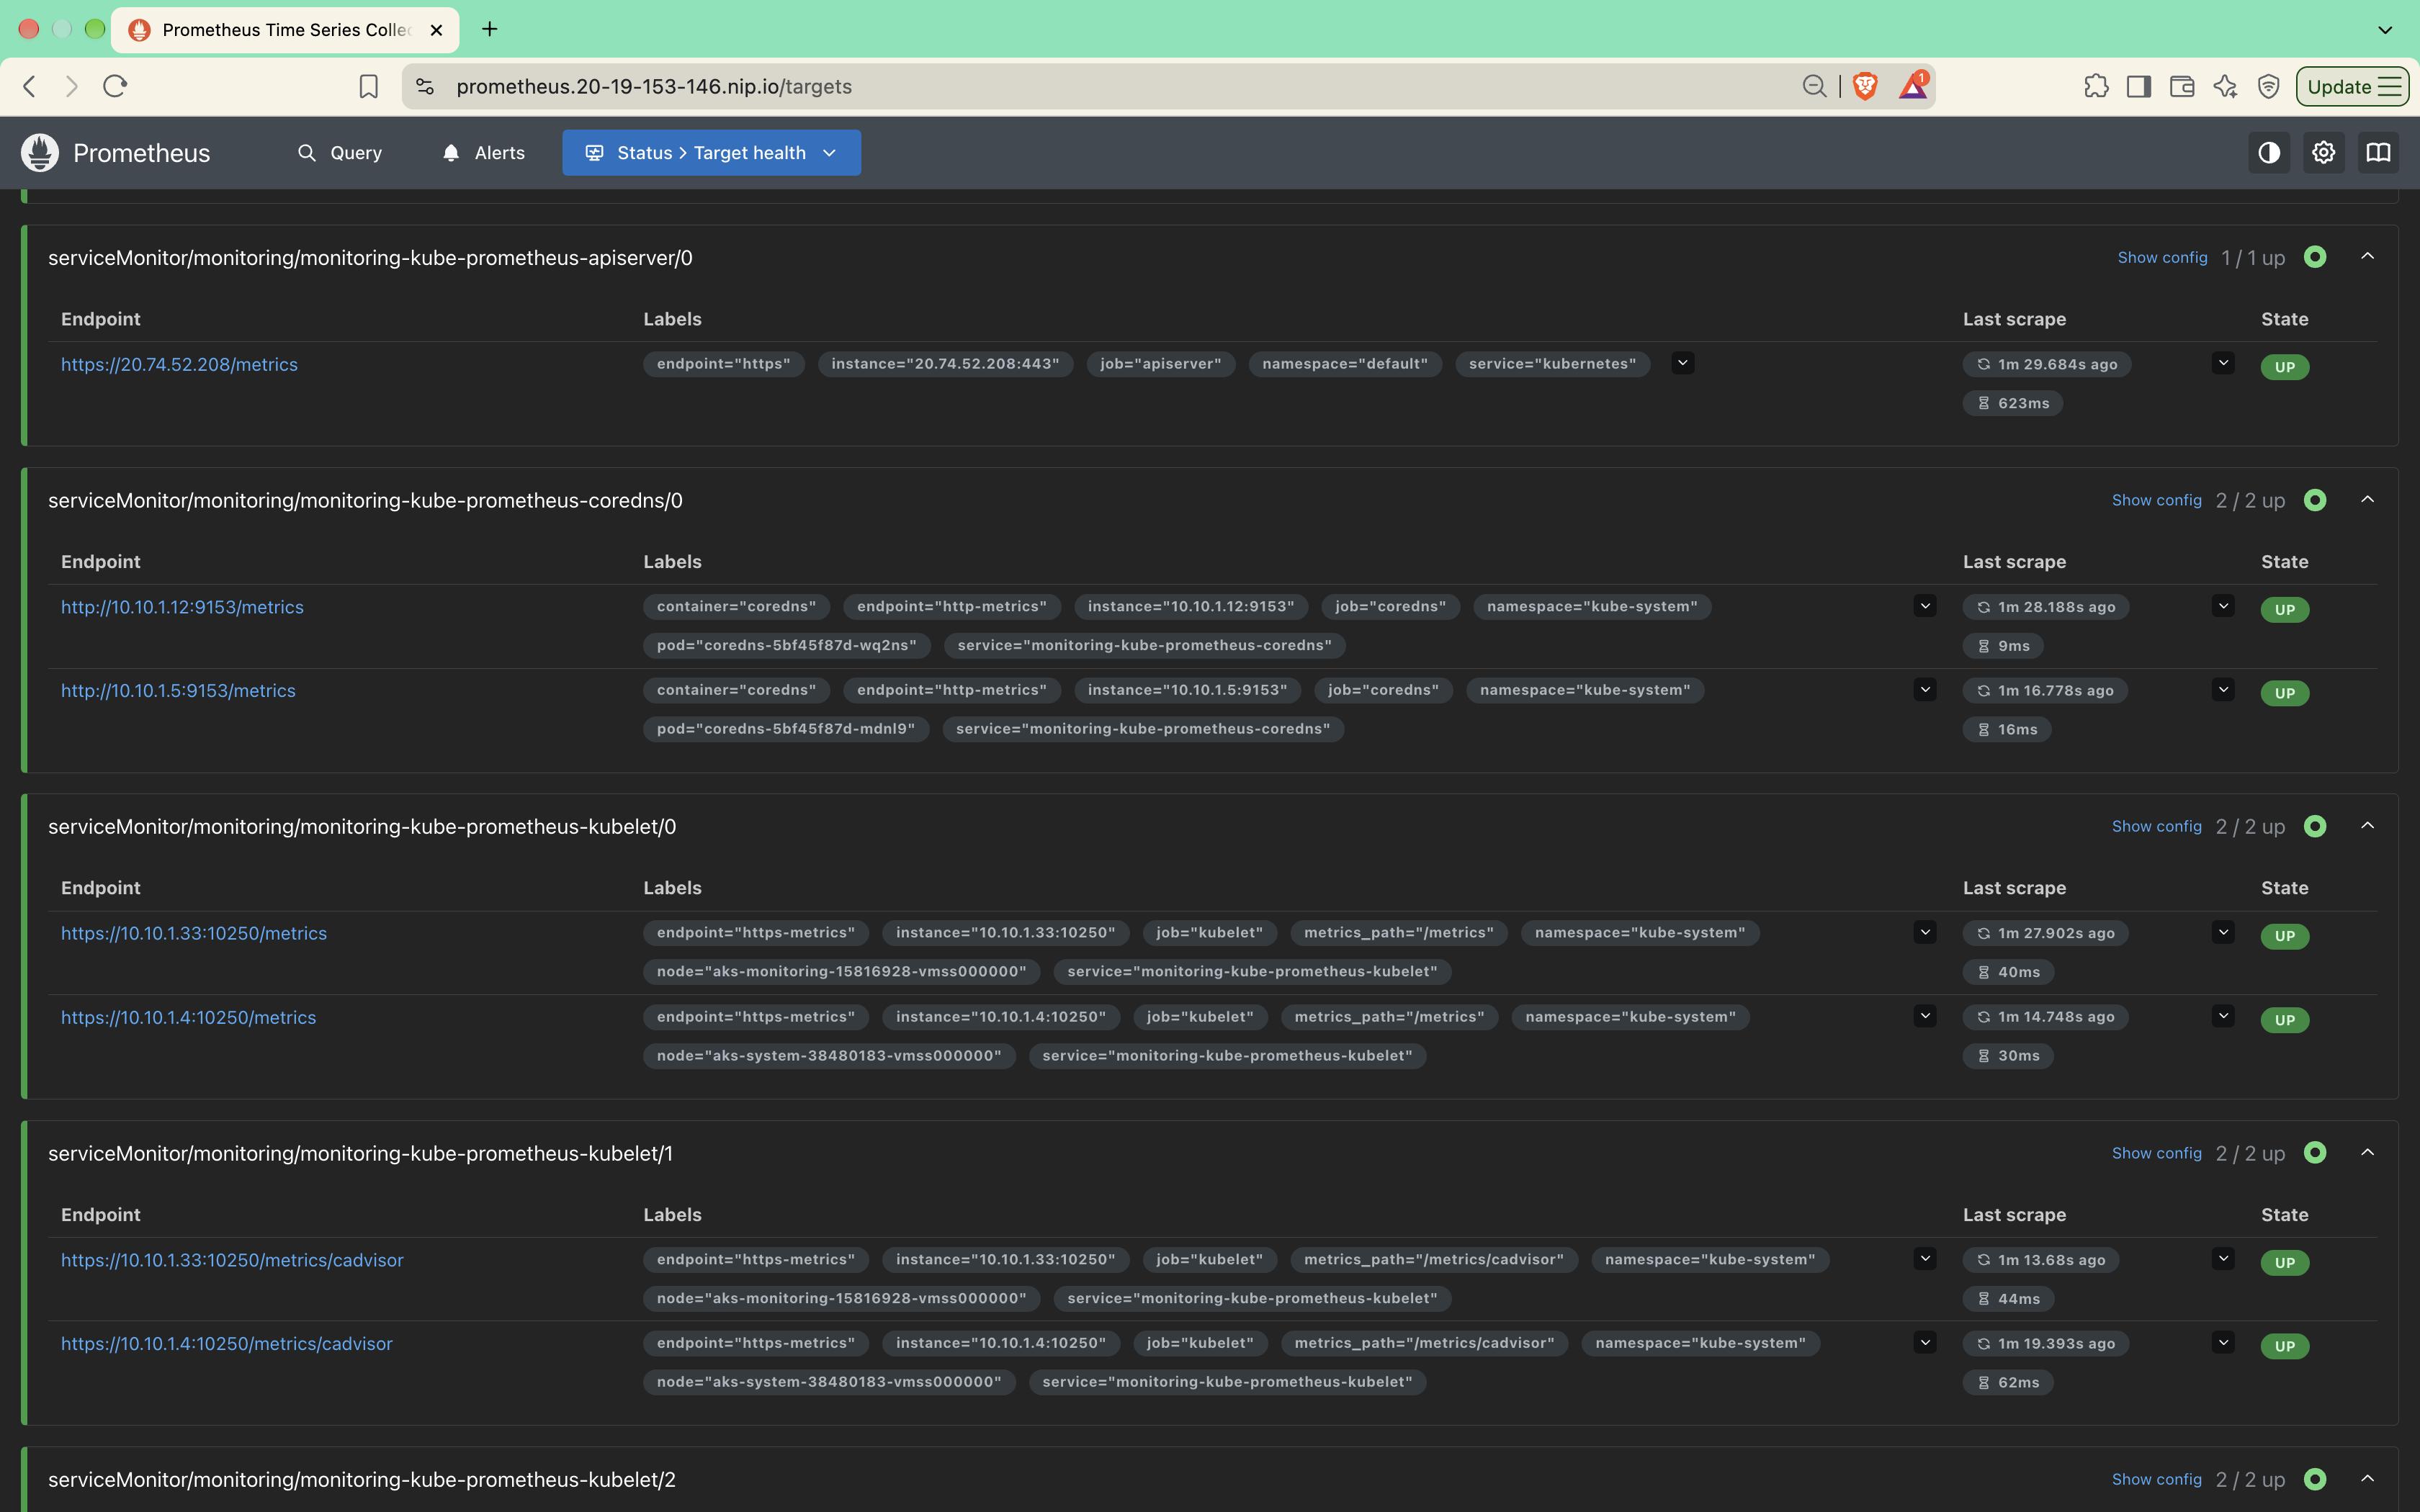 Prometheus Time Series Collec
prometheus.20-19-153-146.nip.io/targets
1
Update
Prometheus
Query
Alerts
Status > Target health
serviceMonitor/monitoring/monitoring-kube-prometheus-apiserver/0
Show config 1 / 1 up
Endpoint Labels Last scrape State
https://20.74.52.208/metrics endpoint="https" instance="20.74.52.208:443" job="apiserver" namespace="default" service="kubernetes" 1m 29.684s ago UP
623ms
serviceMonitor/monitoring/monitoring-kube-prometheus-coredns/0
Show config 2 / 2 up
Endpoint Labels Last scrape State
http://10.10.1.12:9153/metrics container="coredns" endpoint="http-metrics" instance="10.10.1.12:9153" job="coredns" namespace="kube-system" 1m 28.188s ago UP
pod="coredns-5bf45f87d-wq2ns" service="monitoring-kube-prometheus-coredns" 9ms
http://10.10.1.5:9153/metrics container="coredns" endpoint="http-metrics" instance="10.10.1.5:9153" job="coredns" namespace="kube-system" 1m 16.778s ago UP
pod="coredns-5bf45f87d-mdnl9" service="monitoring-kube-prometheus-coredns" 16ms
serviceMonitor/monitoring/monitoring-kube-prometheus-kubelet/0
Show config 2 / 2 up
Endpoint Labels Last scrape State
https://10.10.1.33:10250/metrics endpoint="https-metrics" instance="10.10.1.33:10250" job="kubelet" metrics_path="/metrics" namespace="kube-system" 1m 27.902s ago UP
node="aks-monitoring-15816928-vmss000000" service="monitoring-kube-prometheus-kubelet" 40ms
https://10.10.1.4:10250/metrics endpoint="https-metrics" instance="10.10.1.4:10250" job="kubelet" metrics_path="/metrics" namespace="kube-system" 1m 14.748s ago UP
node="aks-system-38480183-vmss000000" service="monitoring-kube-prometheus-kubelet" 30ms
serviceMonitor/monitoring/monitoring-kube-prometheus-kubelet/1
Show config 2 / 2 up
Endpoint Labels Last scrape State
https://10.10.1.33:10250/metrics/cadvisor endpoint="https-metrics" instance="10.10.1.33:10250" job="kubelet" metrics_path="/metrics/cadvisor" namespace="kube-system" 1m 13.68s ago UP
node="aks-monitoring-15816928-vmss000000" service="monitoring-kube-prometheus-kubelet" 44ms
https://10.10.1.4:10250/metrics/cadvisor endpoint="https-metrics" instance="10.10.1.4:10250" job="kubelet" metrics_path="/metrics/cadvisor" namespace="kube-system" 1m 19.393s ago UP
node="aks-system-38480183-vmss000000" service="monitoring-kube-prometheus-kubelet" 62ms
serviceMonitor/monitoring/monitoring-kube-prometheus-kubelet/2
Show config 2 / 2 up